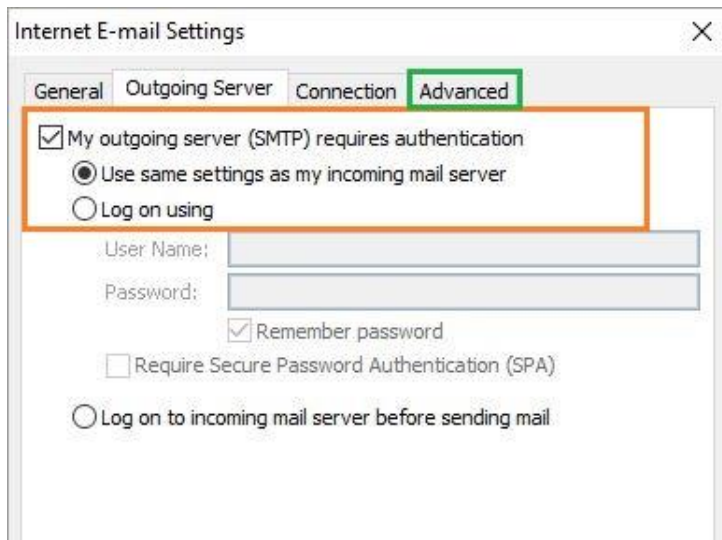 Internet E-mail Settings
General Outgoing Server Connection Advanced
My outgoing server (SMTP) requires authentication
Use same settings as my incoming mail server
Log on using
User Name:
Password:
Remember password
Require Secure Password Authentication (SPA)
Log on to incoming mail server before sending mail